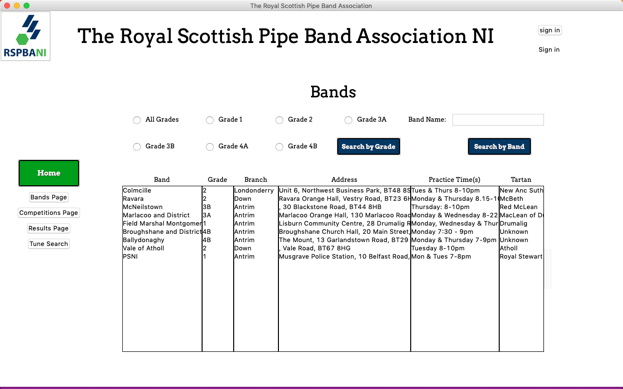 The Royal Scottish Pipe Band Association
RSPBANI
The Royal Scottish Pipe Band Association NI
sign in
Sign in
Bands
All Grades Grade 1 Grade 2 Grade 3A Band Name:
Grade 3B Grade 4A Grade 4B Search by Grade Search by Band
Home
Bands Page
Competitions Page
Results Page
Tune Search
Band Grade Branch Address Practice Time(s) Tartan
Colmcille 2 Londonderry Unit 6, Northwest Business Park, BT48 8S Tues & Thurs 8-10pm New Anc Suth
Ravara 2 Down Ravara Orange Hall, Vestry Road, BT23 6H Monday & Thursday 8.15-1 McBeth
McNeillstown 3B Antrim , 30 Blackstone Road, BT44 8HB Thursday: 8-10pm Red McLean
Marlacoo and District 3A Antrim Marlacoo Orange Hall, 130 Marlacoo Road Monday & Wednesday 8-22 MacLean of D
Field Marshal Montgomer 1 Antrim Lisburn Community Centre, 28 Drumalig R Monday, Wednesday & Thur Drumalig
Broughshane and District 4B Antrim Broughshane Church Hall, 20 Main Street, Monday 7:30 - 9pm Unknown
Ballydonaghy 4B Antrim The Mount, 13 Garlandstown Road, BT29 Monday & Thursday 7-9pm Unknown
Vale of Atholl 2 Down , Vale Road, BT67 8HG Tuesday 8-10pm Atholl
PSNI 1 Antrim Musgrave Police Station, 10 Belfast Road, Mon & Tues 7-8pm Royal Stewart